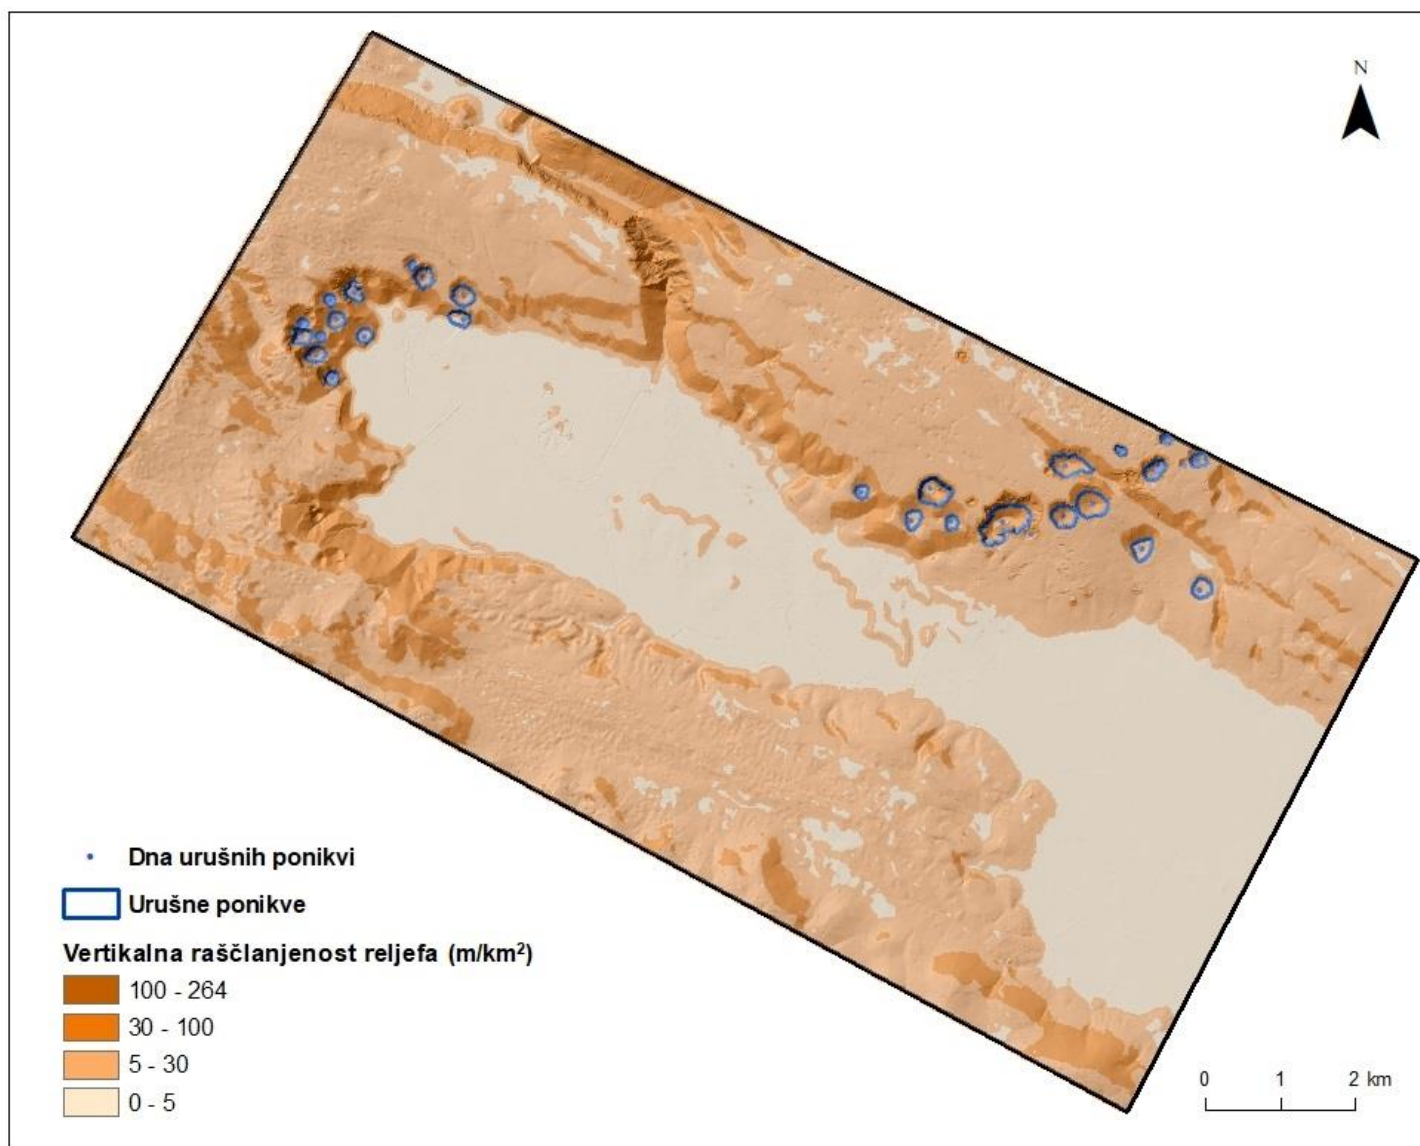 N
Dna urušnih ponikvi
Urušne ponikve
Vertikalna raščlanjenost reljefa (m/km²)
100 - 264
30 - 100
5 - 30
0 - 5
0 1 2 km